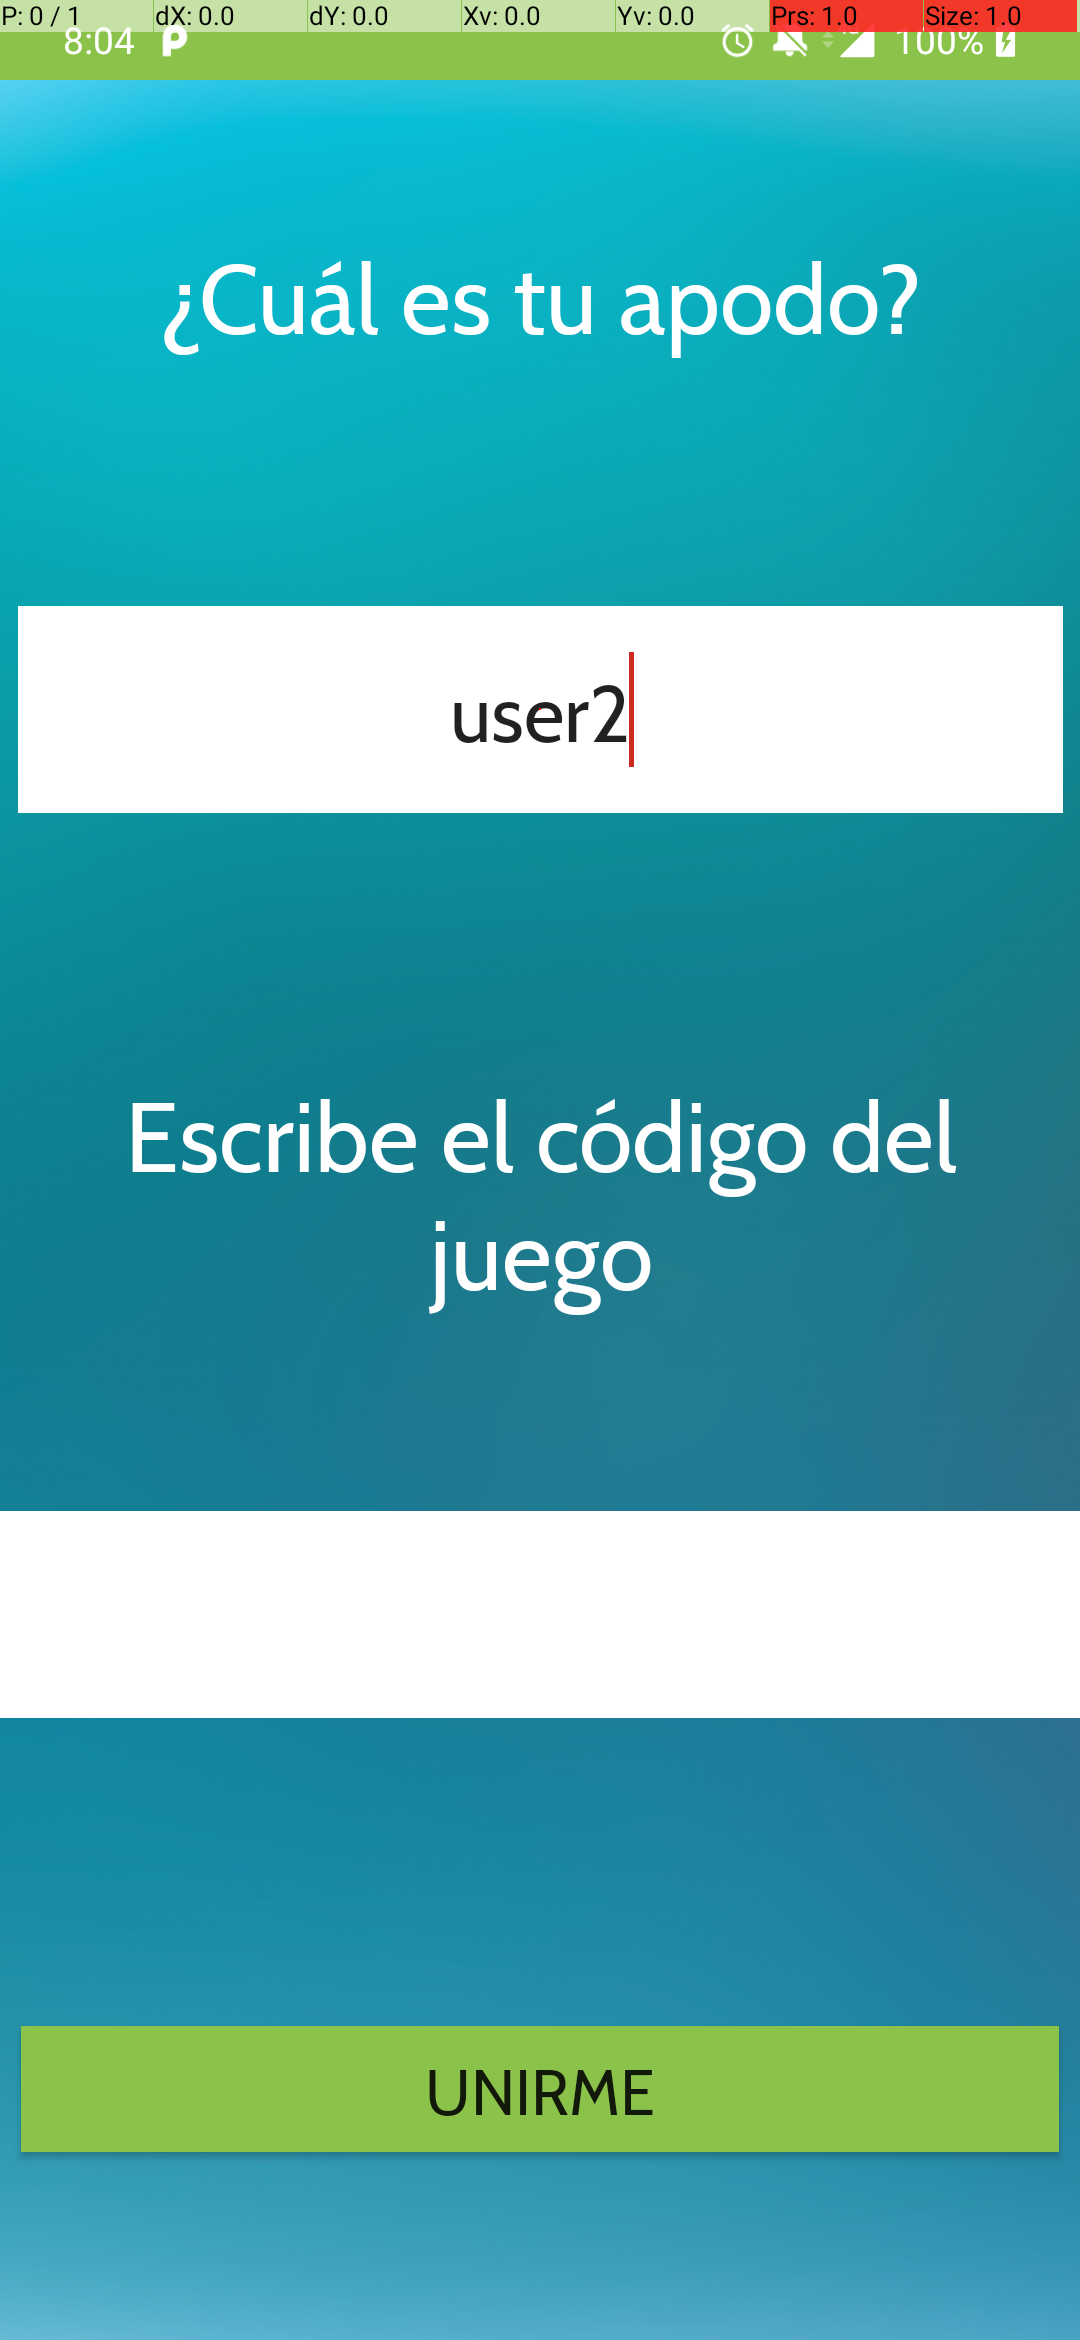 P: 0 / 1 dX: 0.0 dY: 0.0 Xv: 0.0 Yv: 0.0 Prs: 1.0 Size: 1.0
8:04 100%
¿Cuál es tu apodo?
user2
Escribe el código del
juego
UNIRME